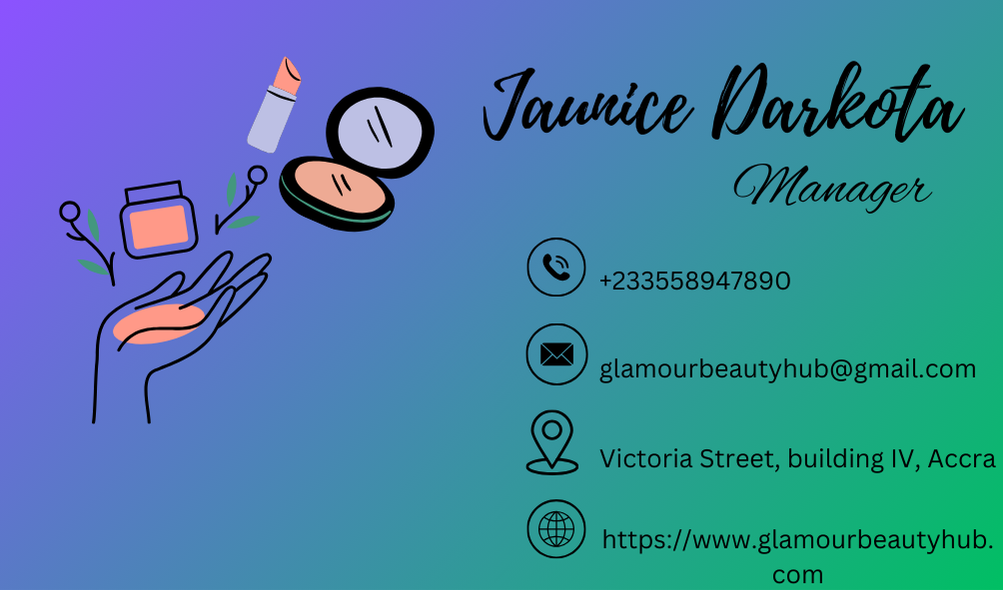 Jaunice Darkota
Manager
+233558947890
glamourbeautyhub@gmail.com
Victoria Street, building IV, Accra
https://www.glamourbeautyhub.
com